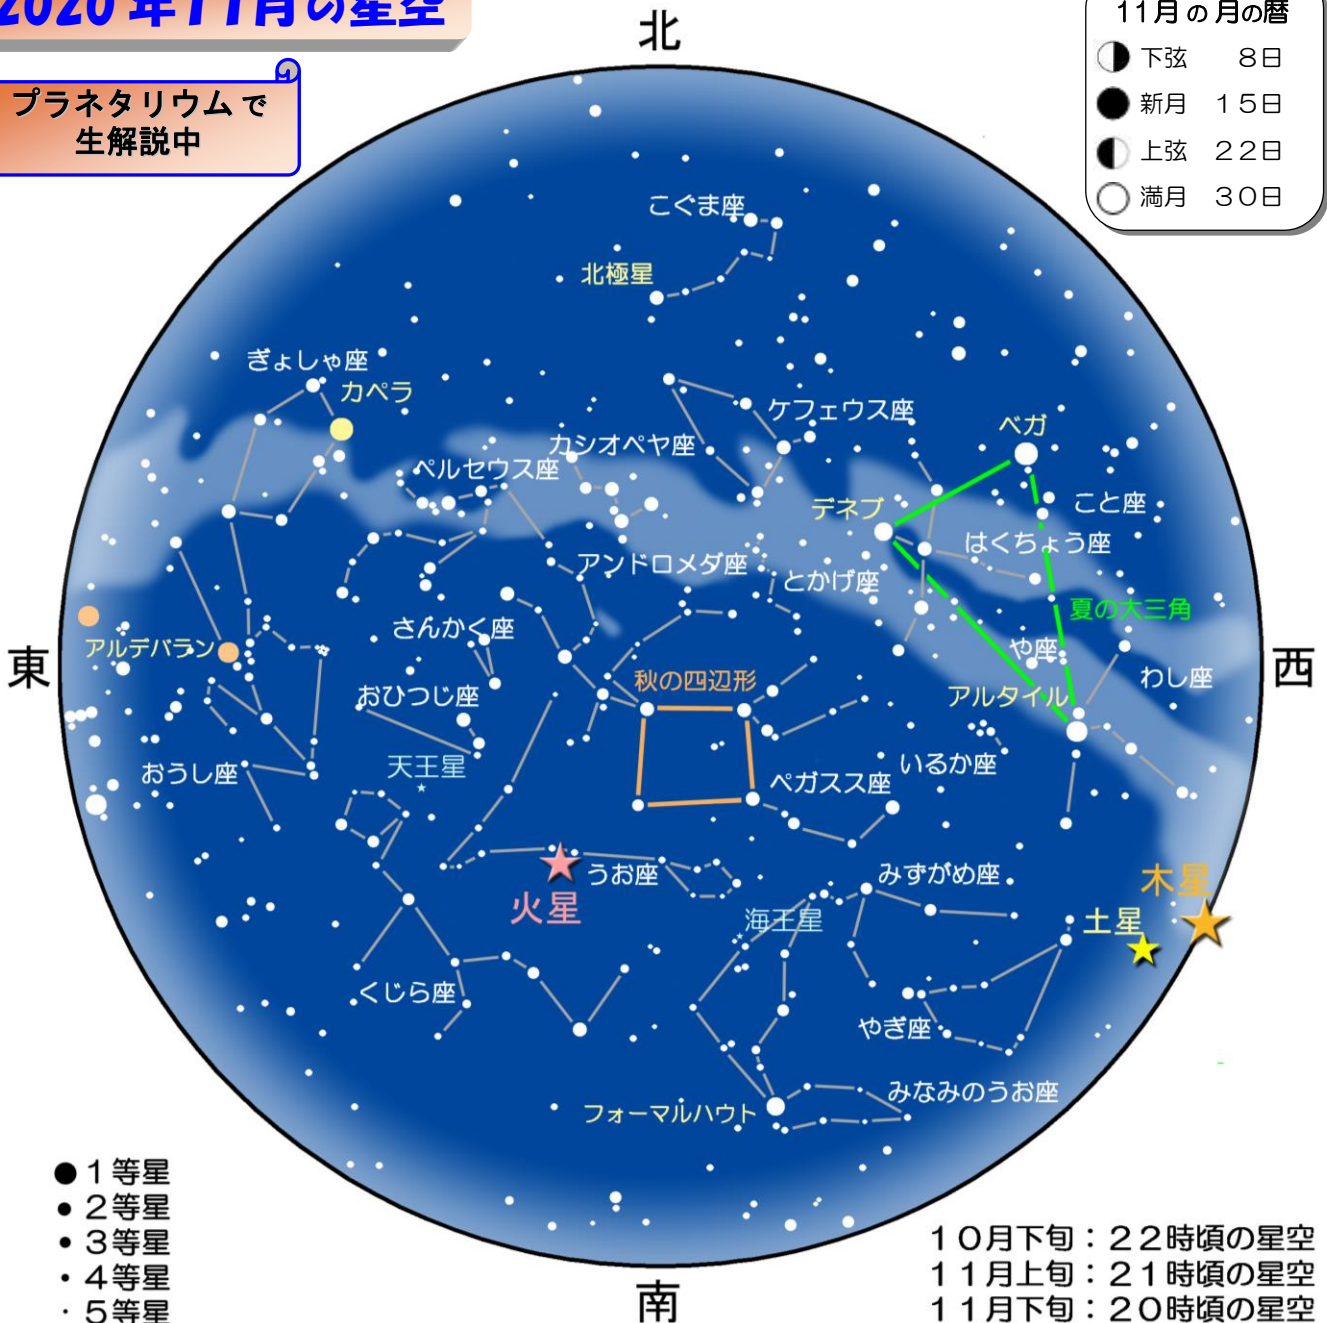 2020年11月の星空
北
11月の月の暦
下弦 8日
新月 15日
上弦 22日
満月 30日
プラネタリウムで
生解説中
こぐま座
北極星
ぎょしゃ座
カペラ
ケフェウス座
ベガ
カシオペヤ座
ペルセウス座
デネブ
こと座
はくちょう座
アンドロメダ座
とかげ座
夏の大三角
さんかく座
アルデバラン
や座
東
西
わし座
秋の四辺形
おひつじ座
アルタイル
天王星
おうし座
いるか座
ペガスス座
うお座
みずがめ座
木星
火星
海王星
土星
くじら座
やぎ座
みなみのうお座
フォーマルハウト
●1等星
●2等星
・3等星
・4等星
・5等星
10月下旬：22時頃の星空
11月上旬：21時頃の星空
11月下旬：20時頃の星空
南